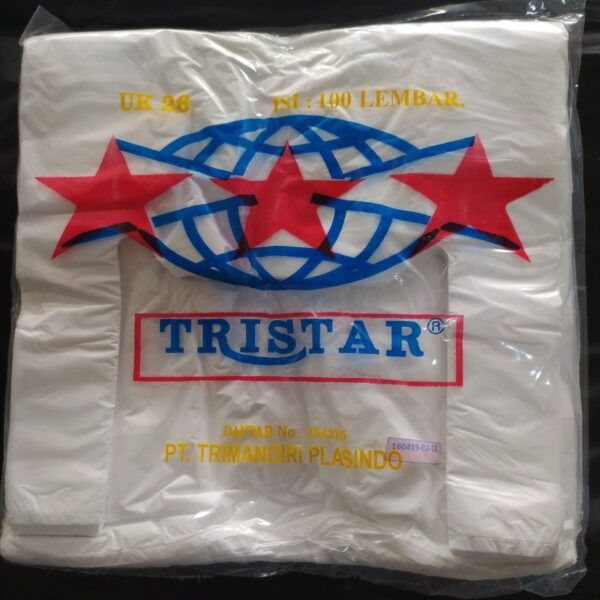 UK 26 ISI : 100 LEMBAR.
TRISTAR ®
DAFTAR No.
PT. TRIMANDIRI PLASINDO